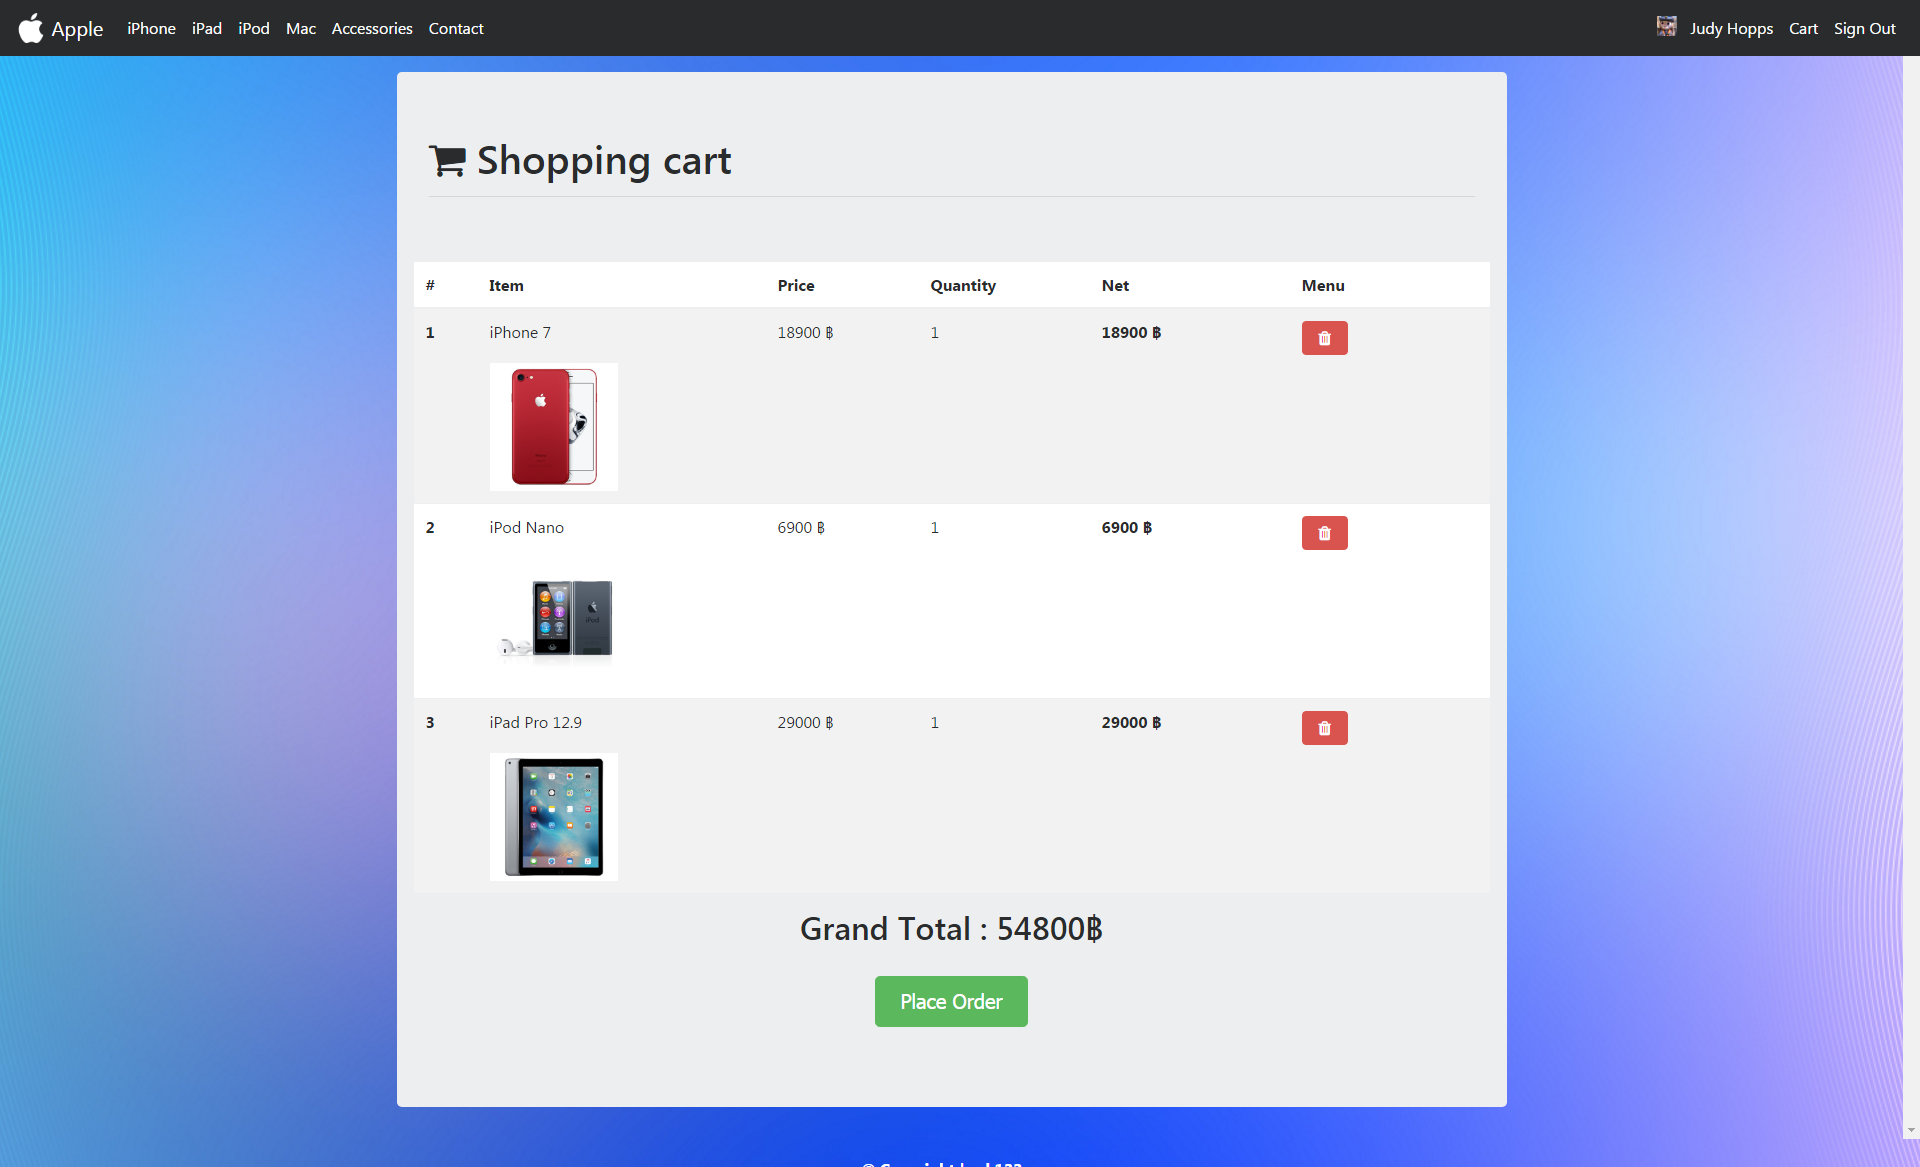 Apple iPhone iPad iPod Mac Accessories Contact Judy Hopps Cart Sign Out
Shopping cart
# Item Price Quantity Net Menu
1 iPhone 7 18900 ฿ 1 18900 ฿
2 iPod Nano 6900 ฿ 1 6900 ฿
iPod
3 iPad Pro 12.9 29000 ฿ 1 29000 ฿
Grand Total : 54800฿
Place Order